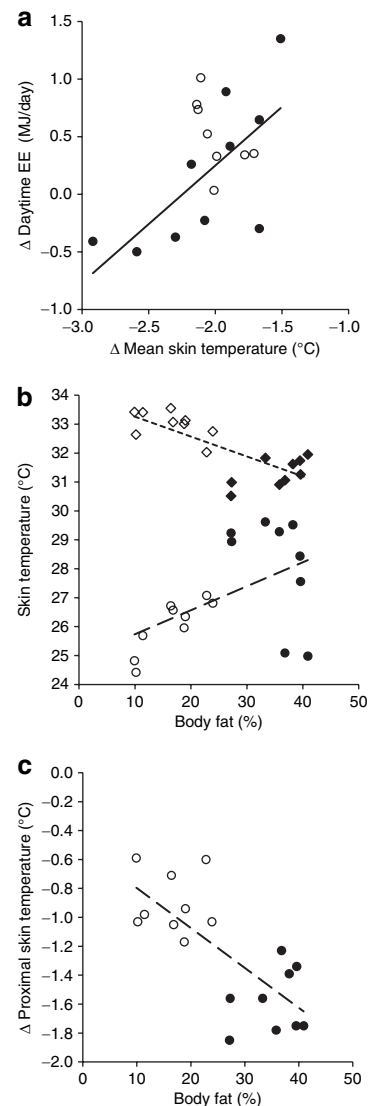 a
1.5
1.0
0.5
0.0
–0.5
–1.0
–3.0 –2.5 –2.0 –1.5 –1.0
Δ Daytime EE (MJ/day)
Δ Mean skin temperature (°C)
b
34
33
32
31
30
29
28
27
26
25
24
0 10 20 30 40 50
Skin temperature (°C)
Body fat (%)
c
0.0
–0.2
–0.4
–0.6
–0.8
–1.0
–1.2
–1.4
–1.6
–1.8
–2.0
0 10 20 30 40 50
Δ Proximal skin temperature (°C)
Body fat (%)